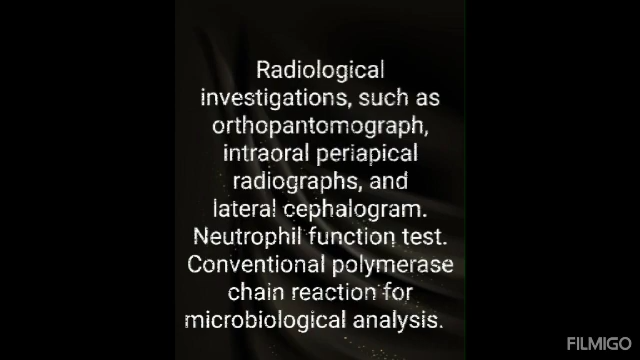 Radiological
investigations, such as
orthopantomograph,
intraoral periapical
radiographs, and
lateral cephalogram.
Neutrophil function test.
Conventional polymerase
chain reaction for
microbiological analysis.
FILMIGO